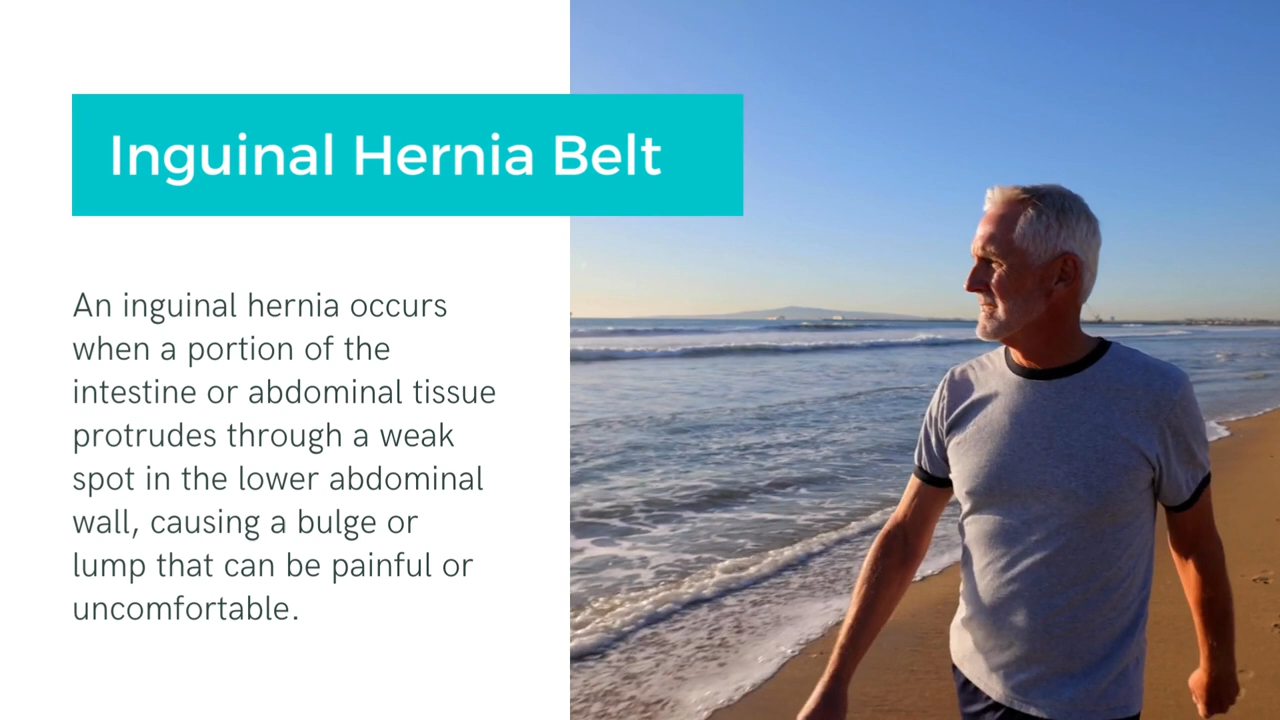 Inguinal Hernia Belt
An inguinal hernia occurs
when a portion of the
intestine or abdominal tissue
protrudes through a weak
spot in the lower abdominal
wall, causing a bulge or
lump that can be painful or
uncomfortable.